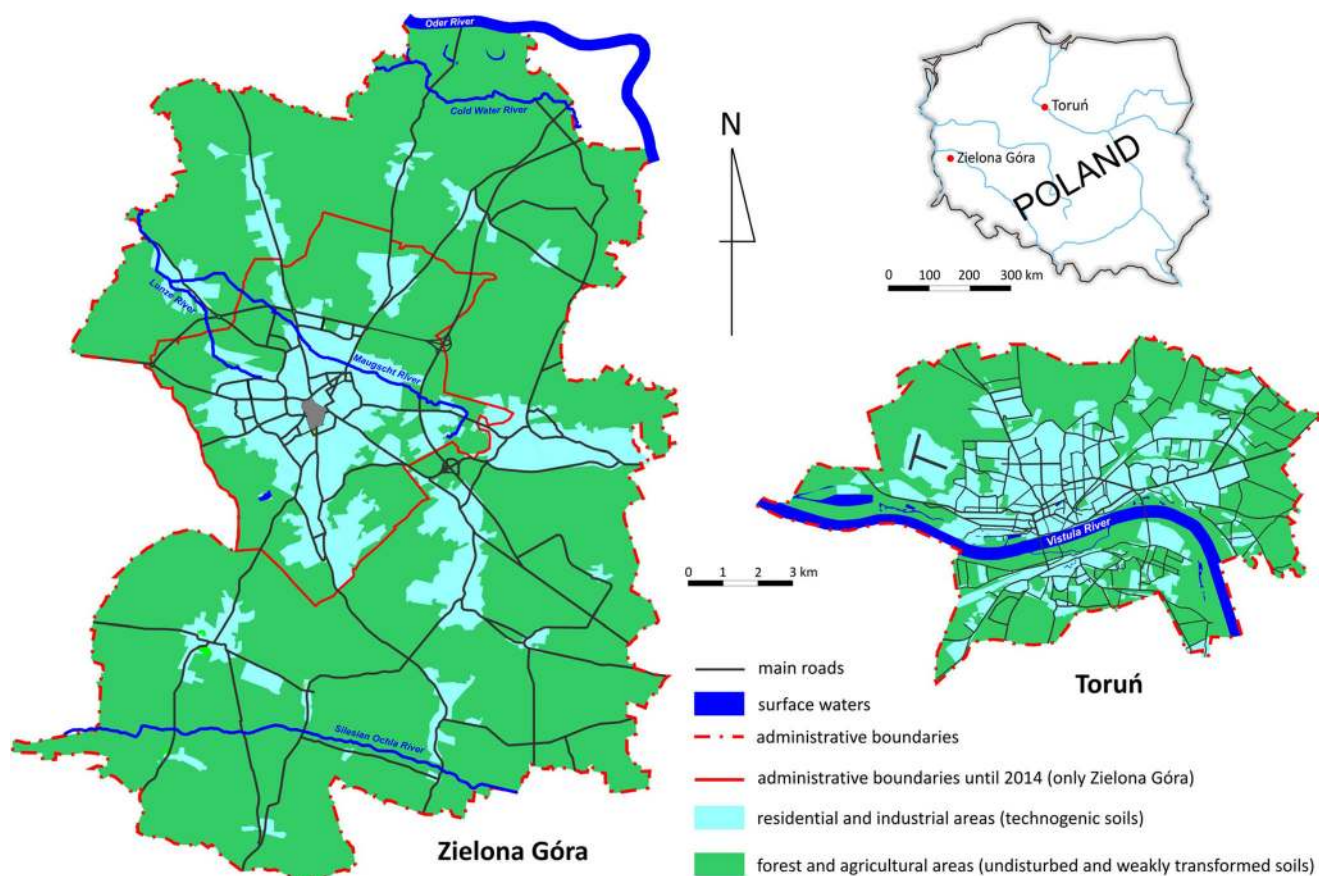 Oder River
Cold Water River
Lunze River
Maugscht River
Silesian Ochla River
Zielona Góra
N
Toruń
Zielona Góra
POLAND
0 100 200 300 km
Vistula River
0 1 2 3 km
Toruń
main roads
surface waters
administrative boundaries
administrative boundaries until 2014 (only Zielona Góra)
residential and industrial areas (technogenic soils)
forest and agricultural areas (undisturbed and weakly transformed soils)